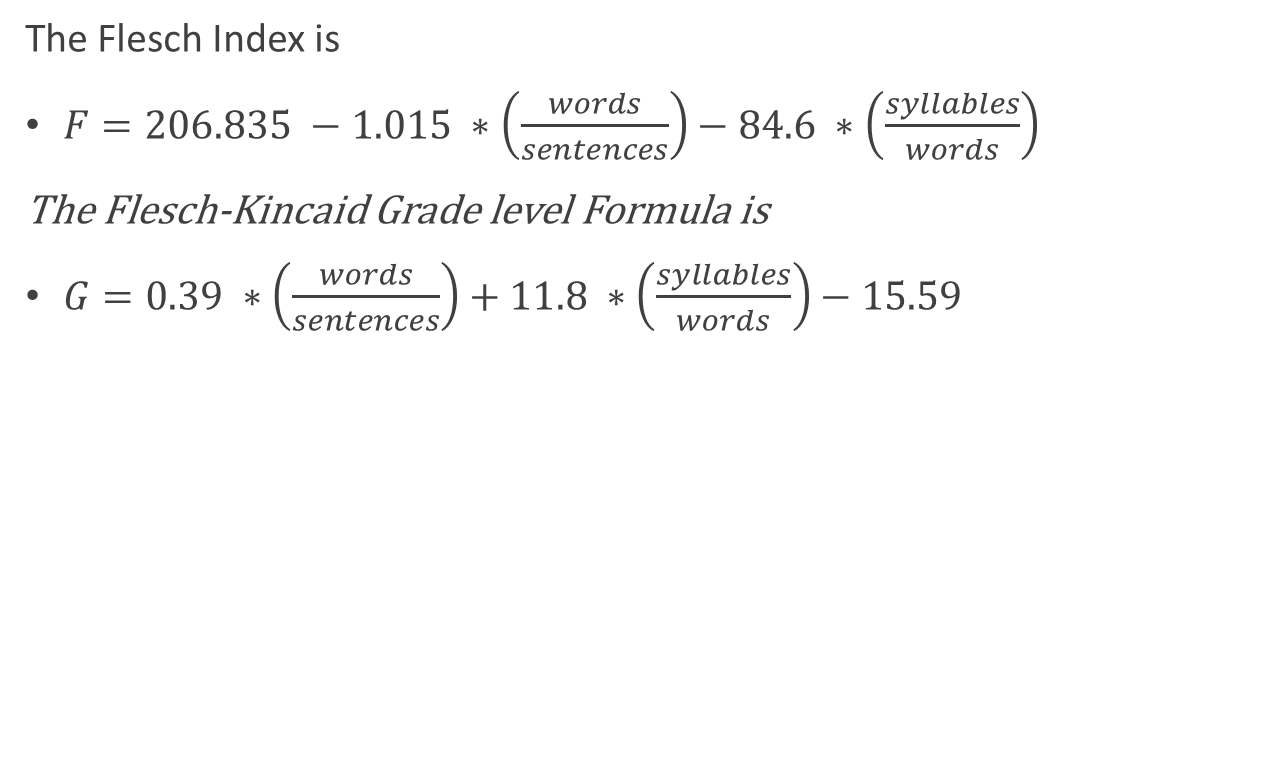 The Flesch Index is
• F = 206.835 − 1.015 ∗ (words/sentences) − 84.6 ∗ (syllables/words)
The Flesch-Kincaid Grade level Formula is
• G = 0.39 ∗ (words/sentences) + 11.8 ∗ (syllables/words) − 15.59